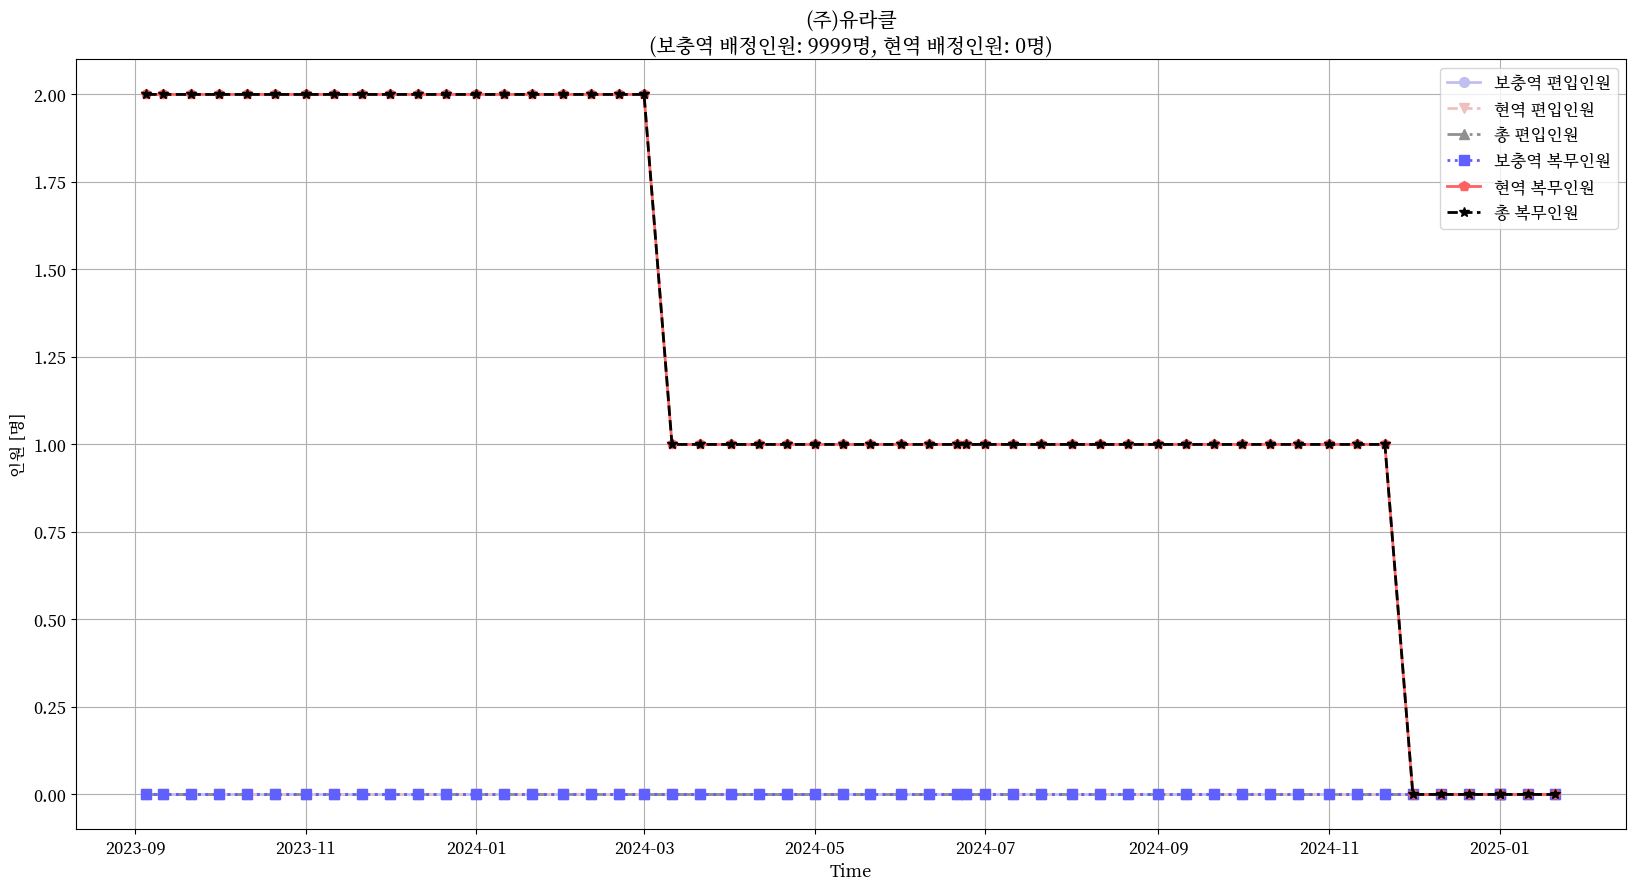 (주)유라클
(보충역 배정인원: 9999명, 현역 배정인원: 0명)
보충역 편입인원
현역 편입인원
총 편입인원
보충역 복무인원
현역 복무인원
총 복무인원
인원 [명]
2.00
1.75
1.50
1.25
1.00
0.75
0.50
0.25
0.00
2023-09 2023-11 2024-01 2024-03 2024-05 2024-07 2024-09 2024-11 2025-01
Time